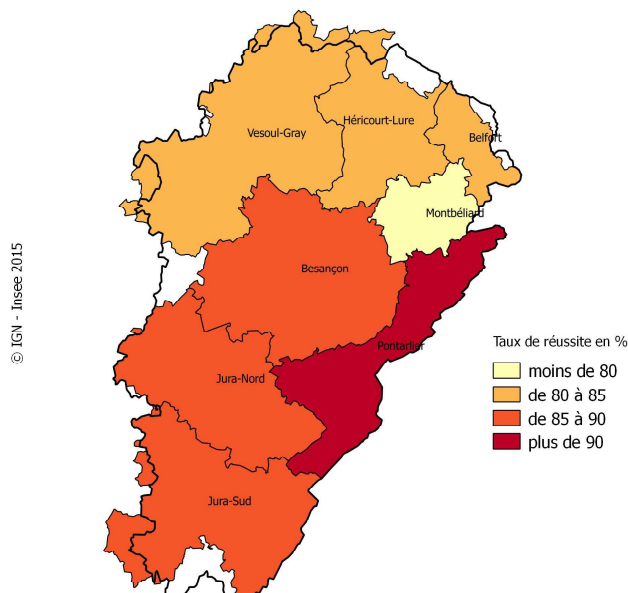 Vesoul-Gray
Héricourt-Lure
Belfort
Montbéliard
Besançon
Pontarlier
Jura-Nord
Jura-Sud
© IGN - Insee 2015
Taux de réussite en %
moins de 80
de 80 à 85
de 85 à 90
plus de 90